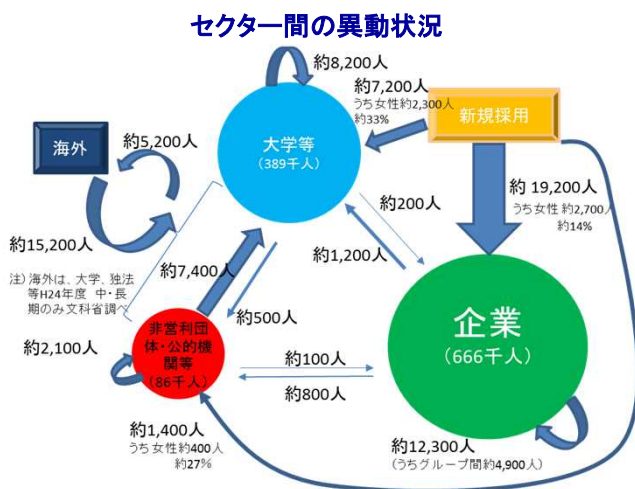 セクター間の異動状況
約8,200人
約7,200人
うち女性約2,300人
約33%
新規採用
海外
約5,200人
大学等
(389千人)
約200人
約 19,200人
うち女性 約2,700人
約14%
約15,200人
約1,200人
注）海外は、大学、独法
等H24年度　中・長
期のみ文科省調べ
約7,400人
約500人
企業
(666千人)
非営利団
体・公的機
関等
(86千人)
約2,100人
約100人
約800人
約1,400人
うち女性約400人
約27%
約12,300人
(うちグループ間約4,900人)